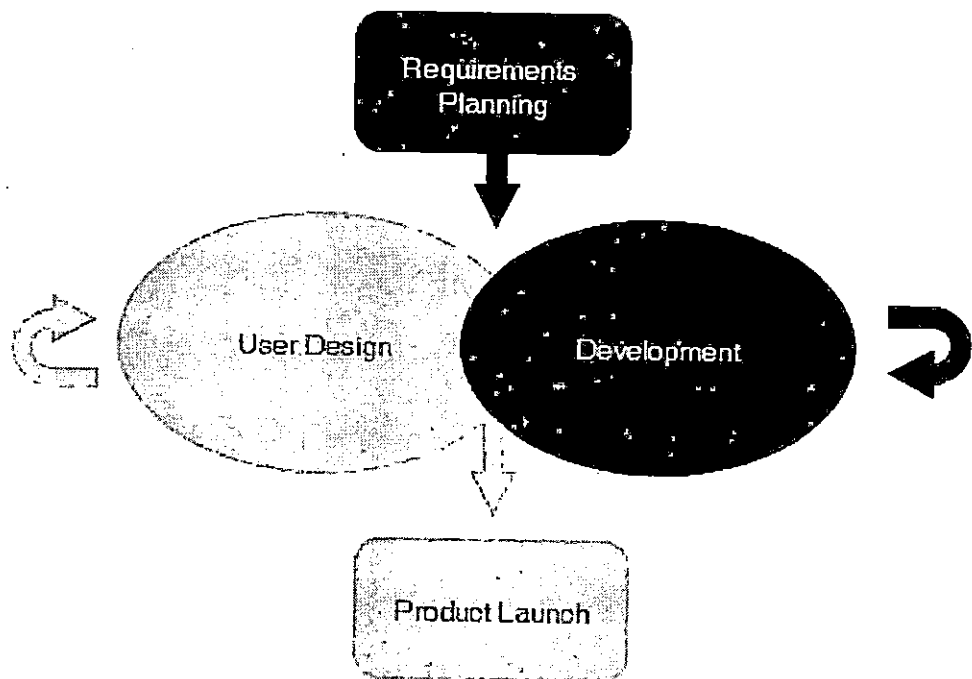 Requirements
Planning
User Design
Development
Product Launch